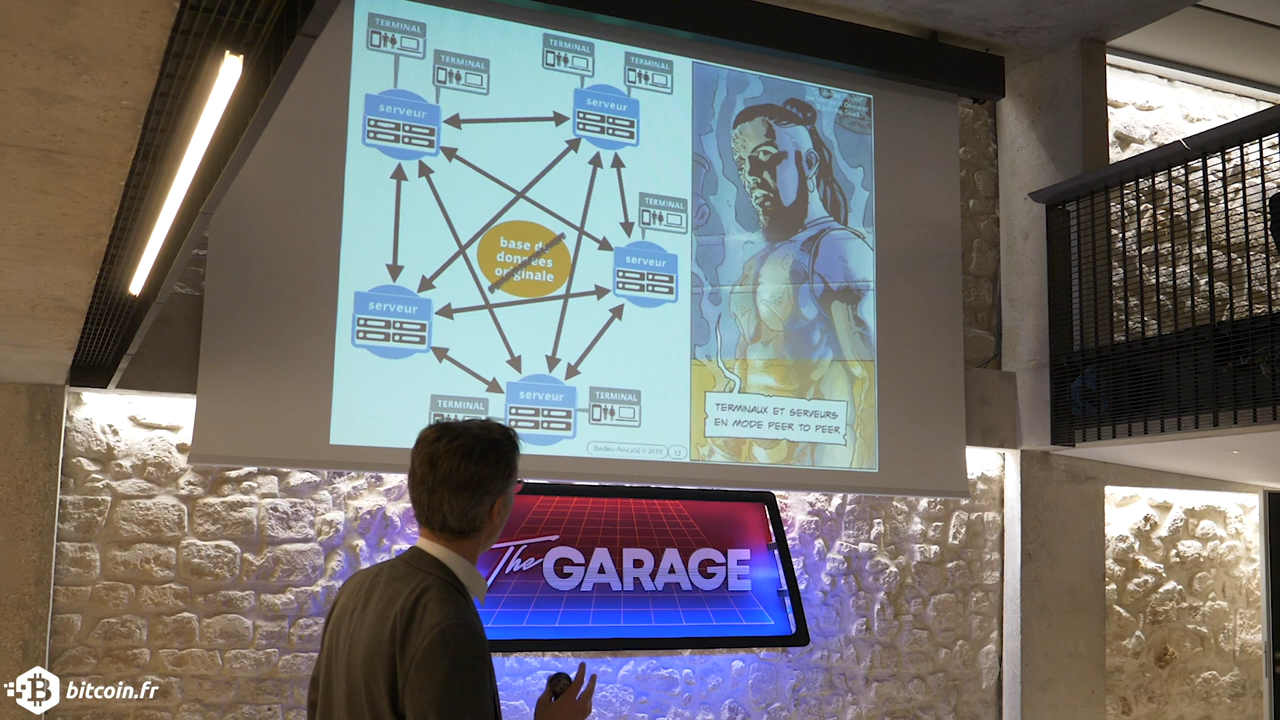 TERMINAL
TERMINAL
TERMINAL
TERMINAL
serveur
serveur
TERMINAL
base de
données
originale
serveur
serveur
serveur
TERMINAL
TERMINAL
12
TERMINAUX ET SERVEURS
EN MODE PEER TO PEER
The GARAGE
bitcoin.fr